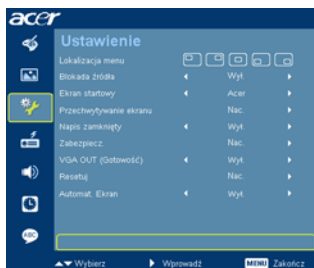 acer
Ustawienie
Lokalizacja menu
Blokada źródła Wył.
Ekran startowy Acer
Przechwytywanie ekranu Nac.
Napis zamknięty Wył.
Zabezpiecz. Nac.
VGA OUT (Gotowość) Wył.
Resetuj Nac.
Automat. Ekran Wył.
ABC
Wybierz Wprowadź MENU Zakończ